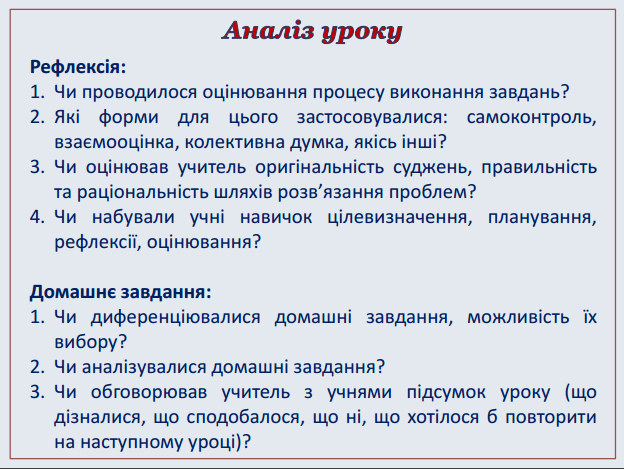 Аналіз уроку
Рефлексія:
1. Чи проводилося оцінювання процесу виконання завдань?
2. Які форми для цього застосовувалися: самоконтроль,
взаємооцінка, колективна думка, якісь інші?
3. Чи оцінював учитель оригінальність суджень, правильність
та раціональність шляхів розв’язання проблем?
4. Чи набували учні навичок цілевизначення, планування,
рефлексії, оцінювання?
Домашнє завдання:
1. Чи диференціювалися домашні завдання, можливість їх
вибору?
2. Чи аналізувалися домашні завдання?
3. Чи обговорював учитель з учнями підсумок уроку (що
дізналися, що сподобалося, що ні, що хотілося б повторити
на наступному уроці)?